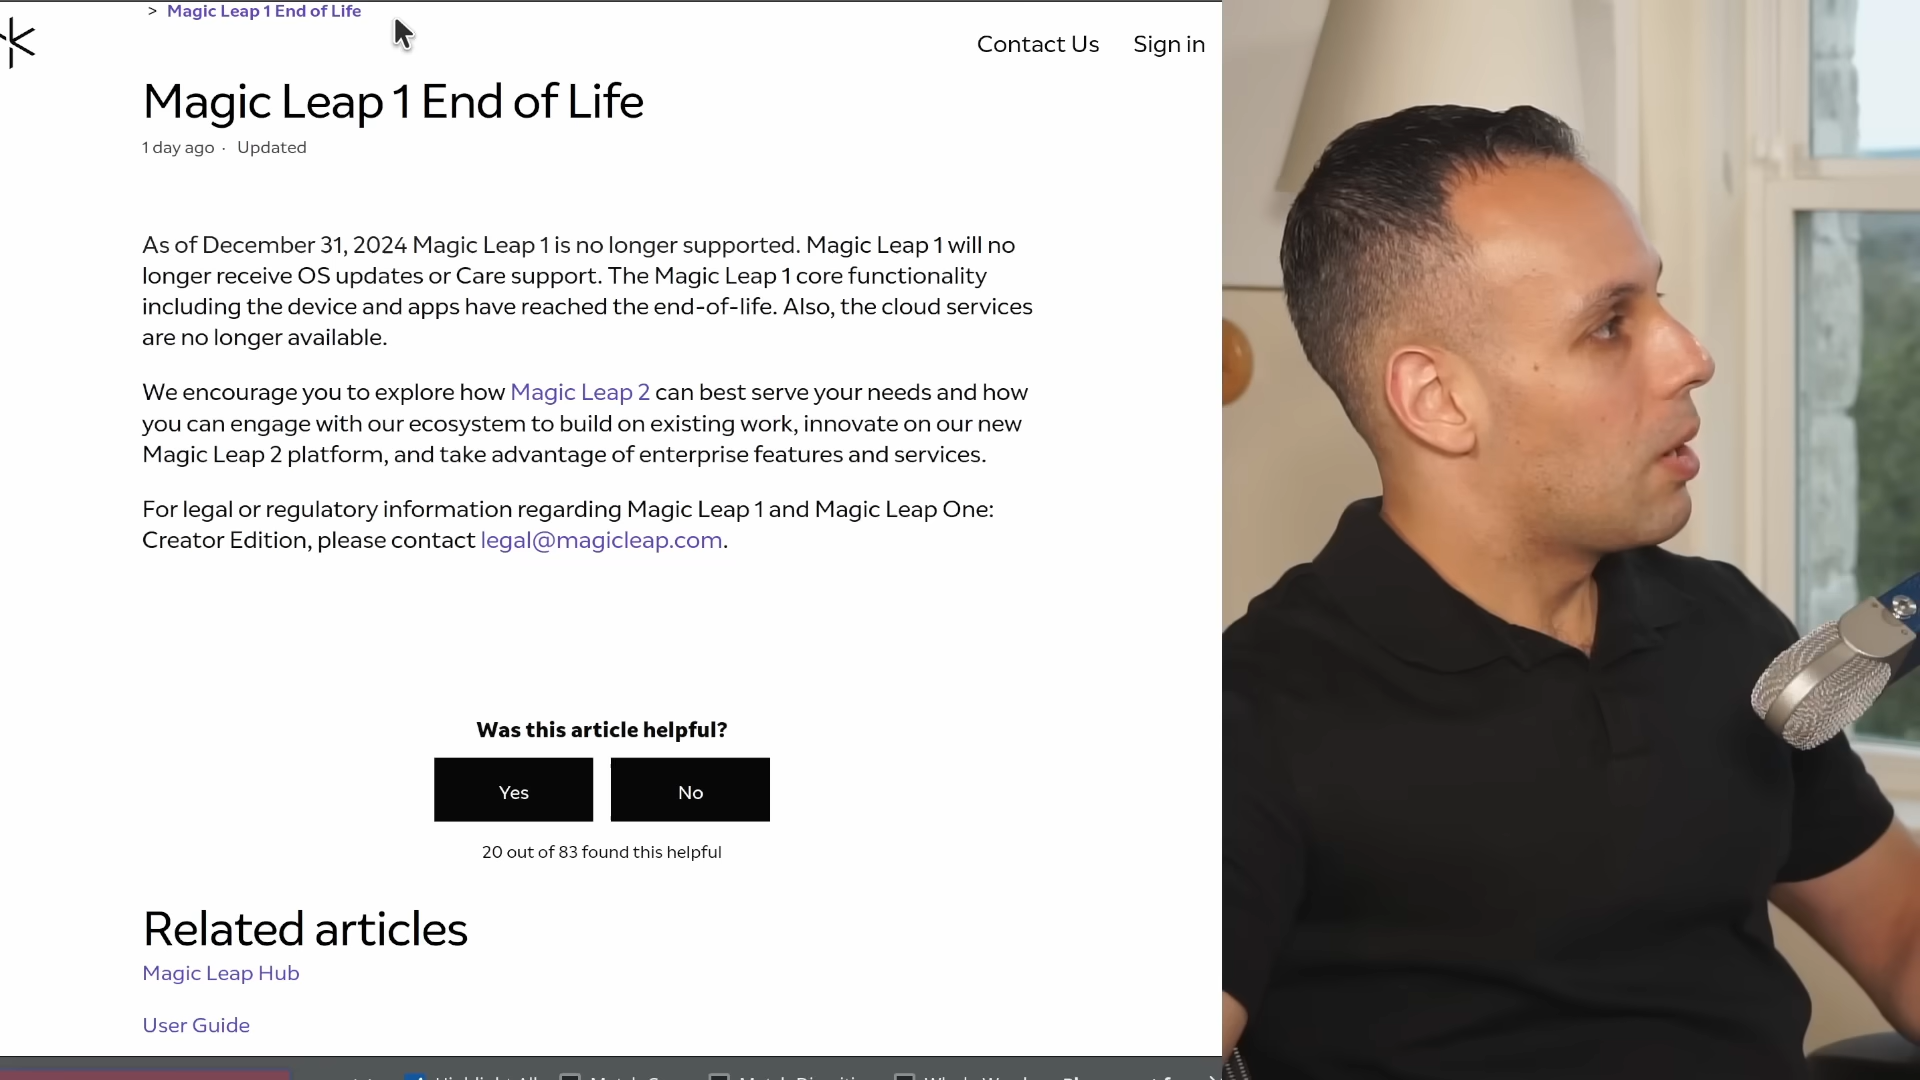 > Magic Leap 1 End of Life
Contact Us Sign in
Magic Leap 1 End of Life
1 day ago · Updated
As of December 31, 2024 Magic Leap 1 is no longer supported. Magic Leap 1 will no
longer receive OS updates or Care support. The Magic Leap 1 core functionality
including the device and apps have reached the end-of-life. Also, the cloud services
are no longer available.
We encourage you to explore how Magic Leap 2 can best serve your needs and how
you can engage with our ecosystem to build on existing work, innovate on our new
Magic Leap 2 platform, and take advantage of enterprise features and services.
For legal or regulatory information regarding Magic Leap 1 and Magic Leap One:
Creator Edition, please contact legal@magicleap.com.
Was this article helpful?
Yes No
20 out of 83 found this helpful
Related articles
Magic Leap Hub
User Guide